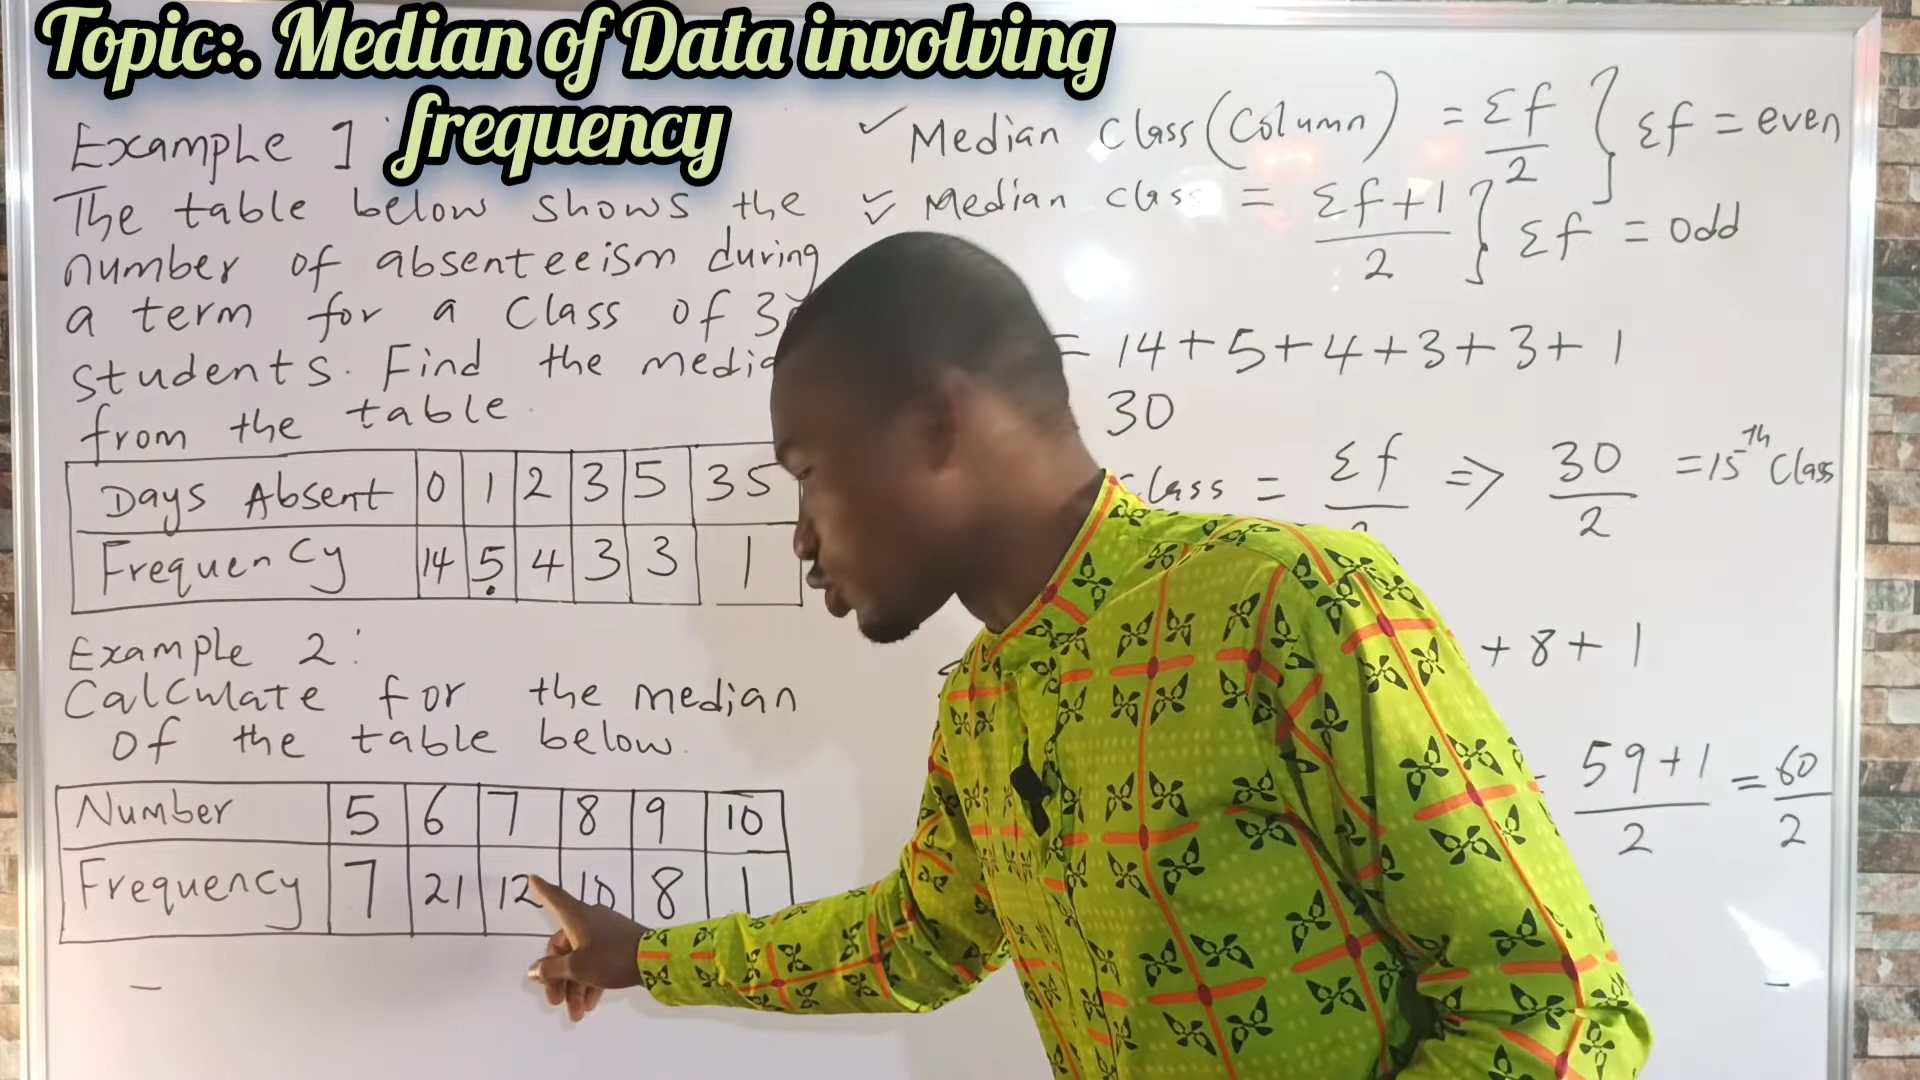 Topic:. Median of Data involving
frequency
Example 1
The table below shows the
number of absenteeism during
a term for a Class of
students. Find the
from the table
Days Absent 0 1 2 3 5 35
Frequency 14 5 4 3 3 1
Example 2:
Calculate for the median
of the table below.
Number 5 6 7 8 9 10
Frequency 7 21 12 10 8 1
✓ Median Class (Column) = Σf/2 } Σf = even
✓ Median class = Σf+1/2 } Σf = odd
= 14+5+4+3+3+1
30
Class = Σf ⇒ 30/2 = 15th Class
+ 8 + 1
59+1/2 = 60/2